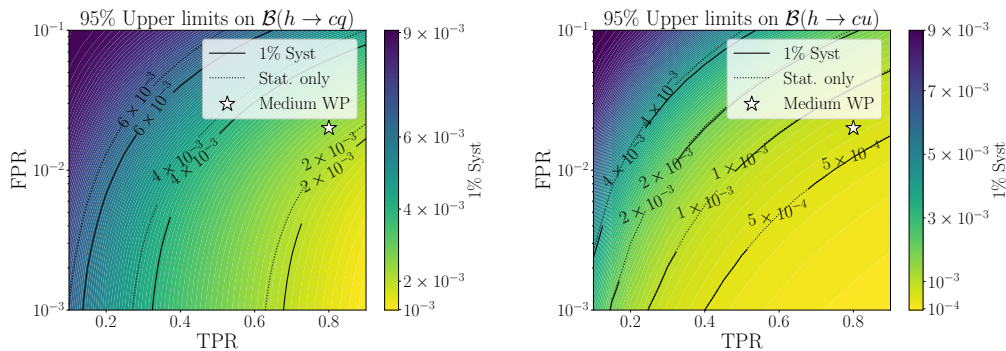 95% Upper limits on B(h → cq)
1% Syst
Stat. only
Medium WP
6 × 10⁻³
6 × 10⁻³
4 × 10⁻³
4 × 10⁻³
2 × 10⁻³
2 × 10⁻³
FPR
10⁻¹
10⁻²
10⁻³
0.2 0.4 0.6 0.8
TPR
9 × 10⁻³
6 × 10⁻³
4 × 10⁻³
2 × 10⁻³
10⁻³
1% Syst
95% Upper limits on B(h → cu)
1% Syst
Stat. only
Medium WP
4 × 10⁻³
4 × 10⁻³
2 × 10⁻³
2 × 10⁻³
1 × 10⁻³
1 × 10⁻³
5 × 10⁻⁴
5 × 10⁻⁴
FPR
10⁻¹
10⁻²
10⁻³
0.2 0.4 0.6 0.8
TPR
9 × 10⁻³
7 × 10⁻³
5 × 10⁻³
3 × 10⁻³
10⁻³
10⁻⁴
1% Syst